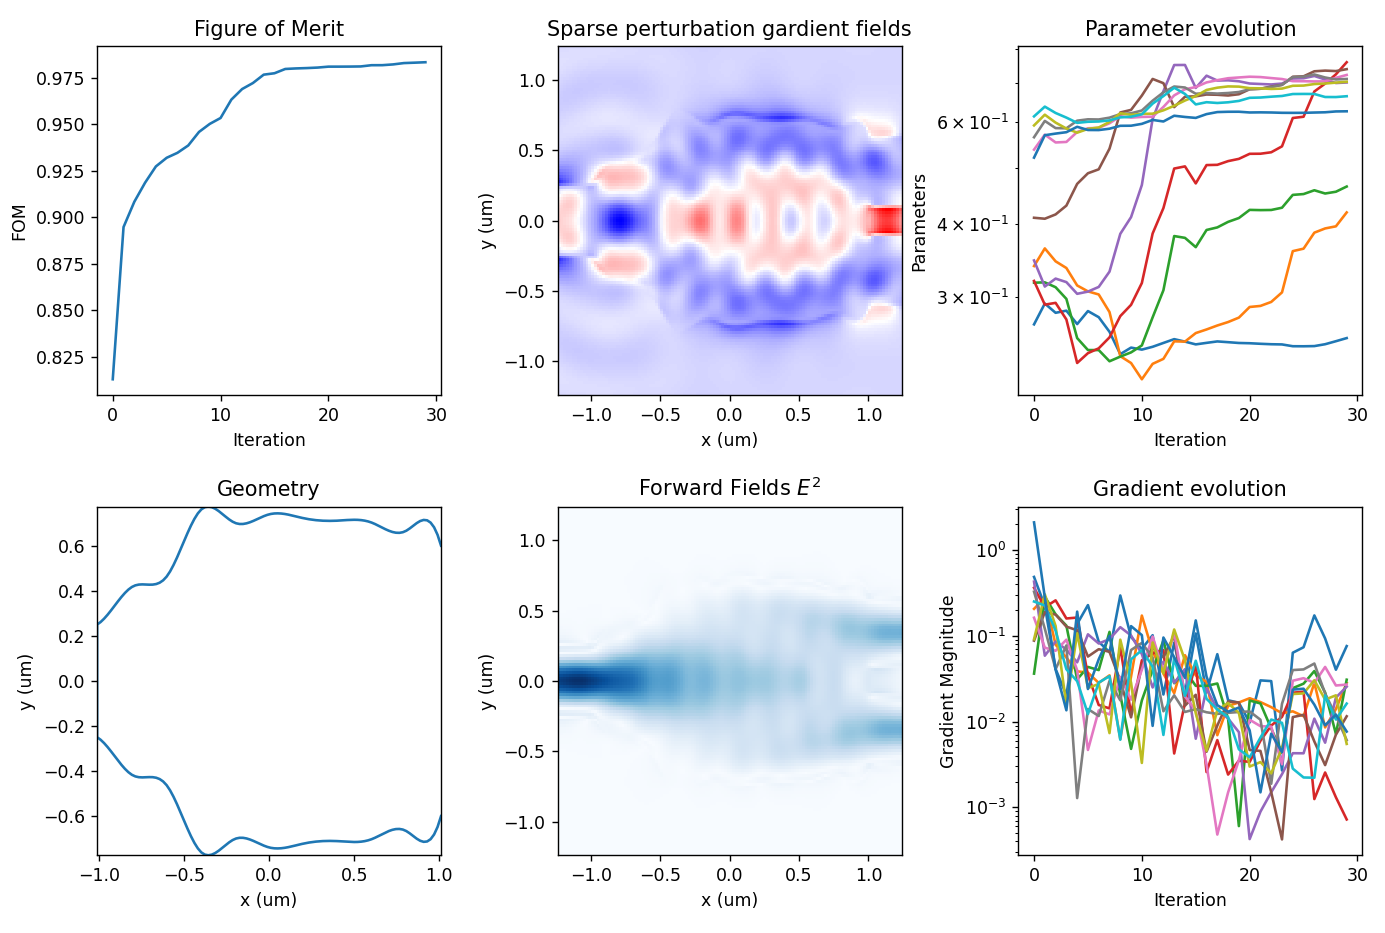 Figure of Merit
FOM
0.975
0.950
0.925
0.900
0.875
0.850
0.825
0
10
20
30
Iteration
Sparse perturbation gardient fields
y (um)
1.0
0.5
0.0
−0.5
−1.0
−1.0
−0.5
0.0
0.5
1.0
x (um)
Parameter evolution
Parameters
6 × 10⁻¹
4 × 10⁻¹
3 × 10⁻¹
0
10
20
30
Iteration
Geometry
y (um)
0.6
0.4
0.2
0.0
−0.2
−0.4
−0.6
−1.0
−0.5
0.0
0.5
1.0
x (um)
Forward Fields E²
y (um)
1.0
0.5
0.0
−0.5
−1.0
−1.0
−0.5
0.0
0.5
1.0
x (um)
Gradient evolution
Gradient Magnitude
10⁰
10⁻¹
10⁻²
10⁻³
0
10
20
30
Iteration